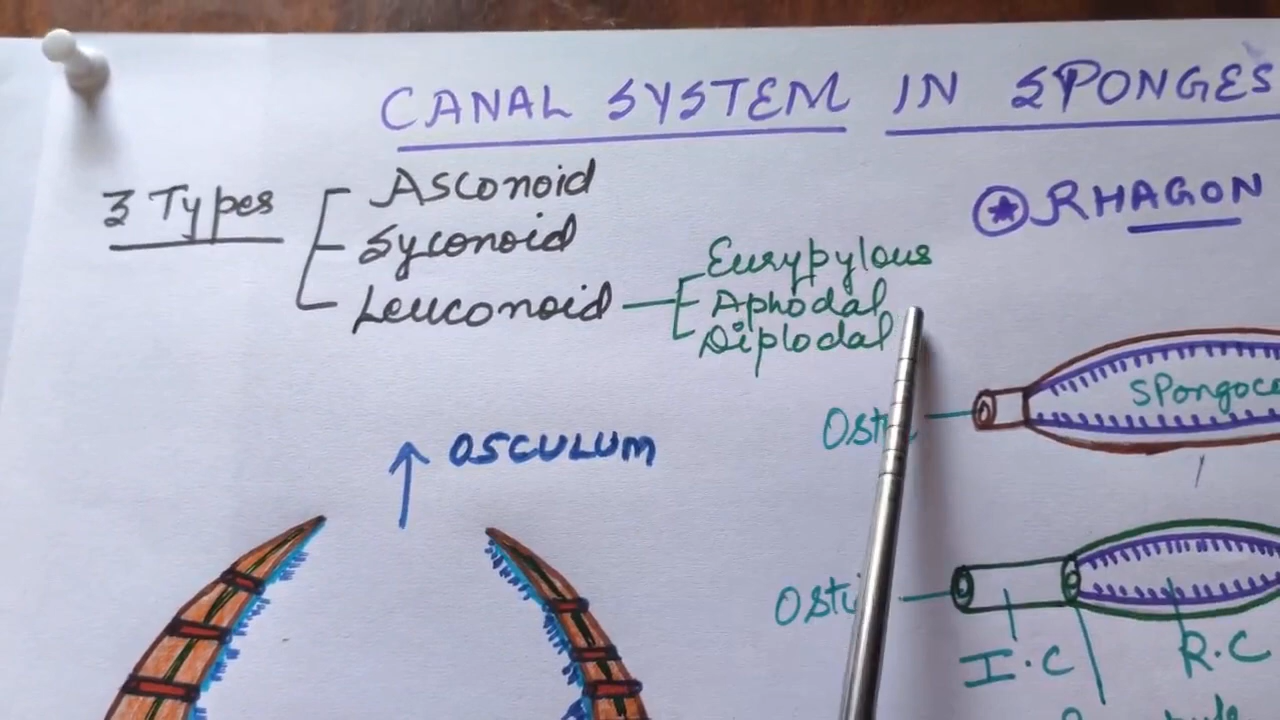 CANAL SYSTEM IN SPONGES
3 Types
Asconoid
Syconoid
Leuconoid
Eurypylous
Aphodal
Diplodal
RHAGON
OSCULUM
I.C
R.C